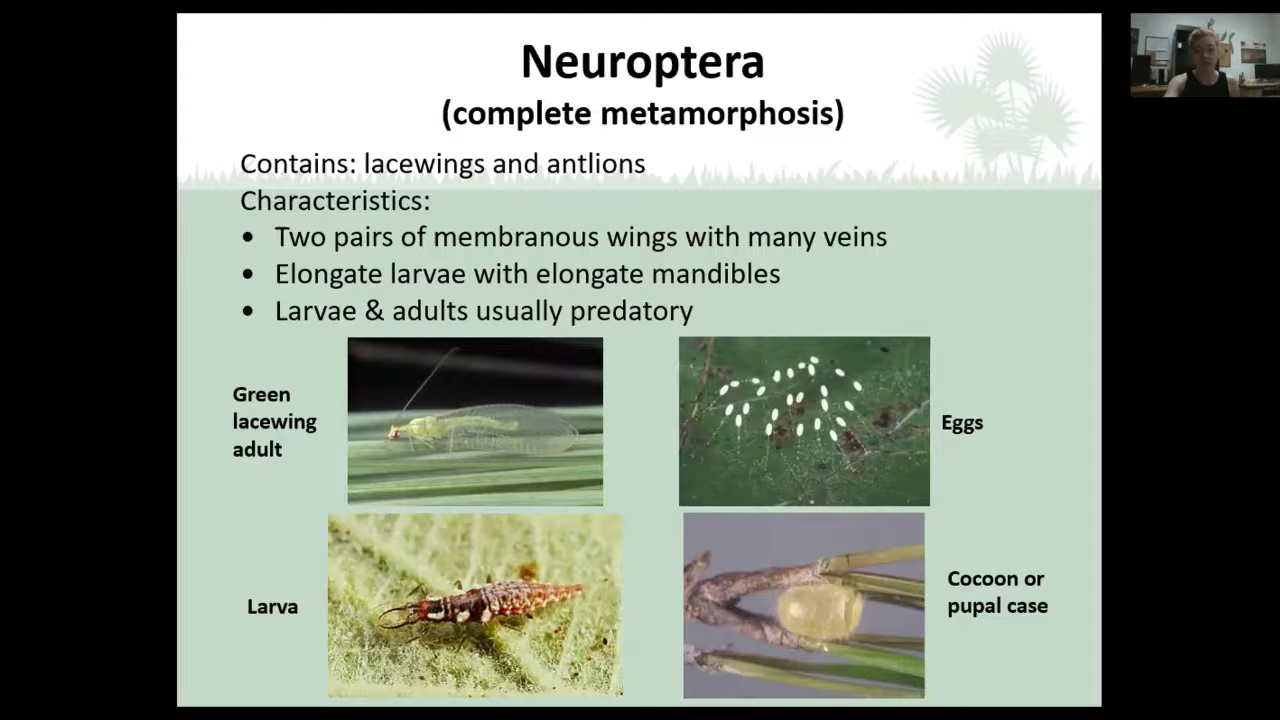 Neuroptera
(complete metamorphosis)
Contains: lacewings and antlions
Characteristics:
• Two pairs of membranous wings with many veins
• Elongate larvae with elongate mandibles
• Larvae & adults usually predatory
Green
lacewing
adult
Eggs
Larva
Cocoon or
pupal case